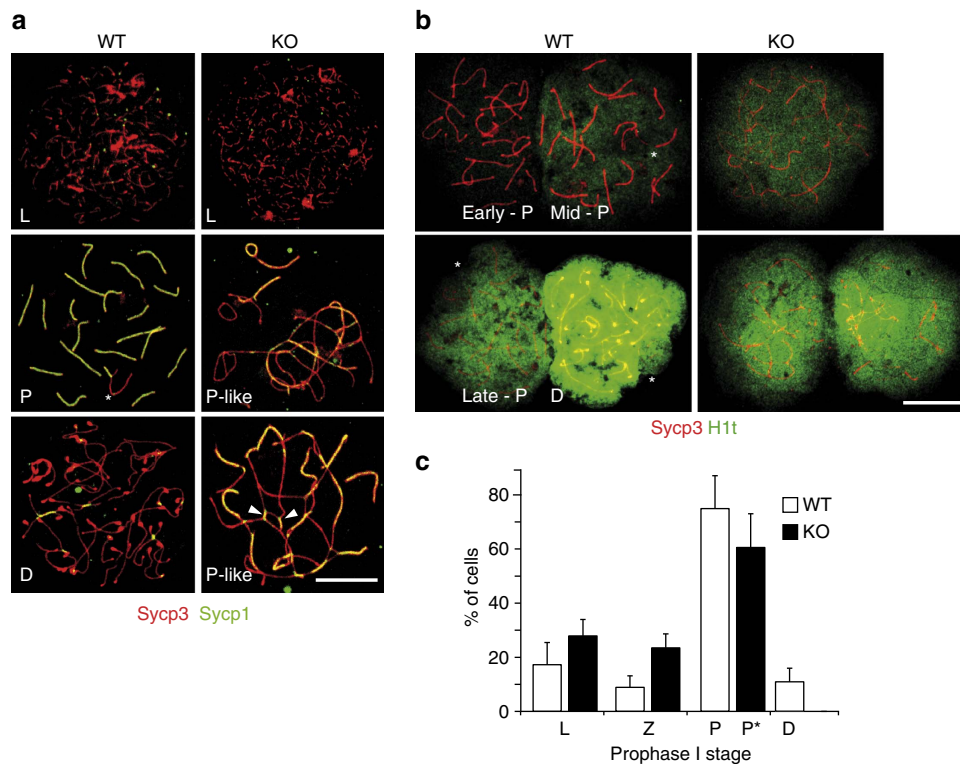 a
WT KO
L L
P * P-like
D P-like
Sycp3 Sycp1
b
WT KO
Early - P Mid - P *
* Late - P D *
Sycp3 H1t
c
% of cells
80
60
40
20
0
WT
KO
L Z P P* D
Prophase I stage